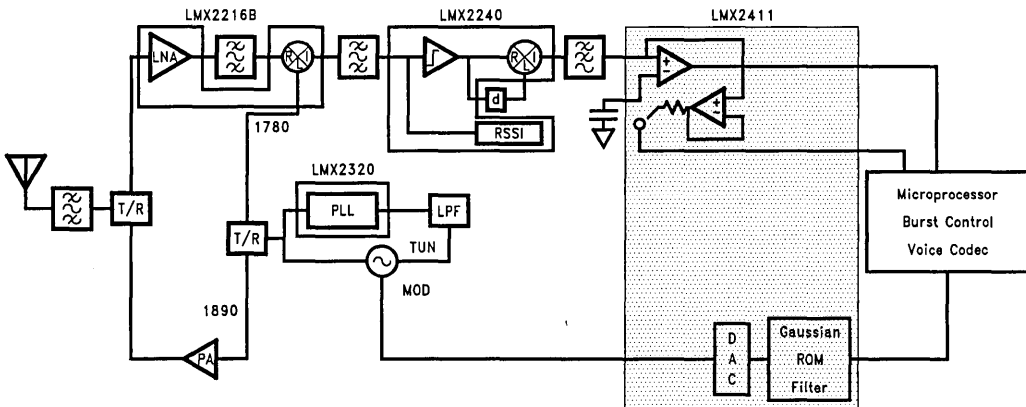 LMX2216B
LMX2240
LMX2411
LNA
R I
L
R I
L
d
RSSI
1780
LMX2320
T/R
T/R
PLL
LPF
TUN
MOD
1890
PA
Microprocessor
Burst Control
Voice Codec
D
A
C
Gaussian
ROM
Filter